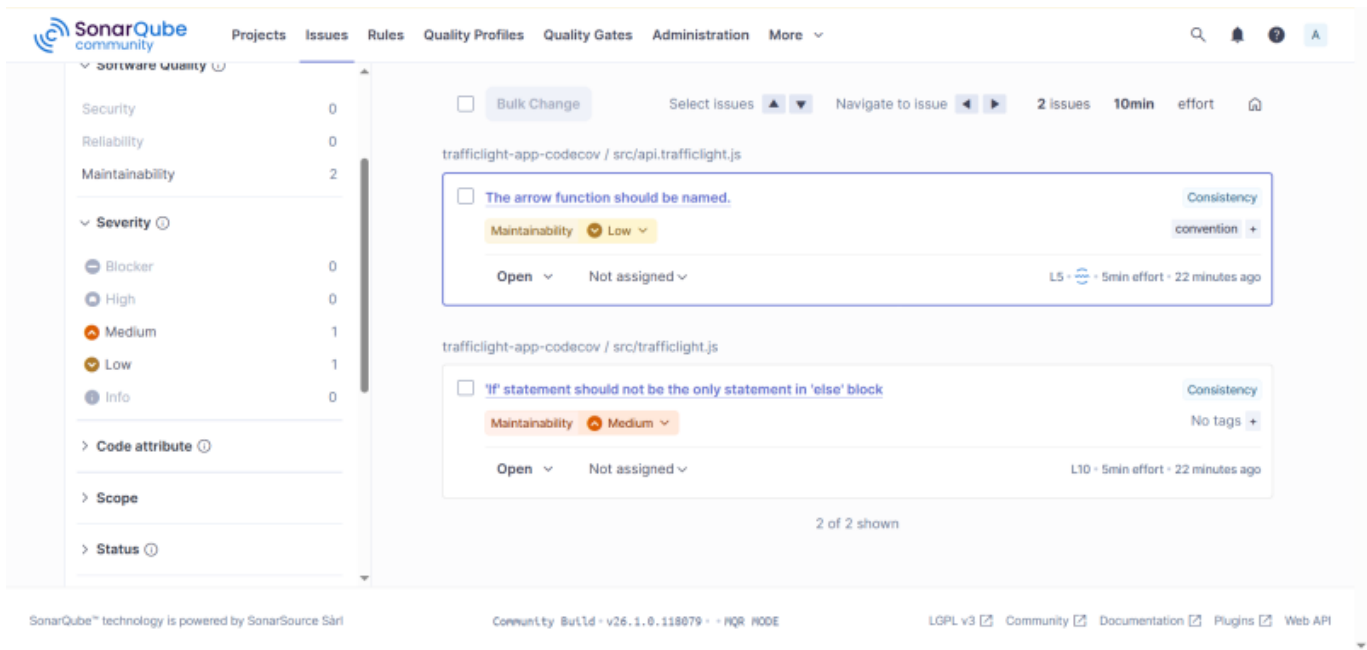 SonarQube community
Projects Issues Rules Quality Profiles Quality Gates Administration More A
Software Quality
Security 0
Reliability 0
Maintainability 2
Severity
Blocker 0
High 0
Medium 1
Low 1
Info 0
Code attribute
Scope
Status
Bulk Change Select issues Navigate to issue 2 issues 10min effort
trafficlight-app-codecov / src/api.trafficlight.js
The arrow function should be named. Consistency
Maintainability Low convention +
Open Not assigned L5 • 5min effort • 22 minutes ago
trafficlight-app-codecov / src/trafficlight.js
'If' statement should not be the only statement in 'else' block Consistency
Maintainability Medium No tags +
Open Not assigned L10 • 5min effort • 22 minutes ago
2 of 2 shown
SonarQube™ technology is powered by SonarSource Sàrl Community Build • v26.1.0.118079 • • MQR MODE LGPL v3 Community Documentation Plugins Web API